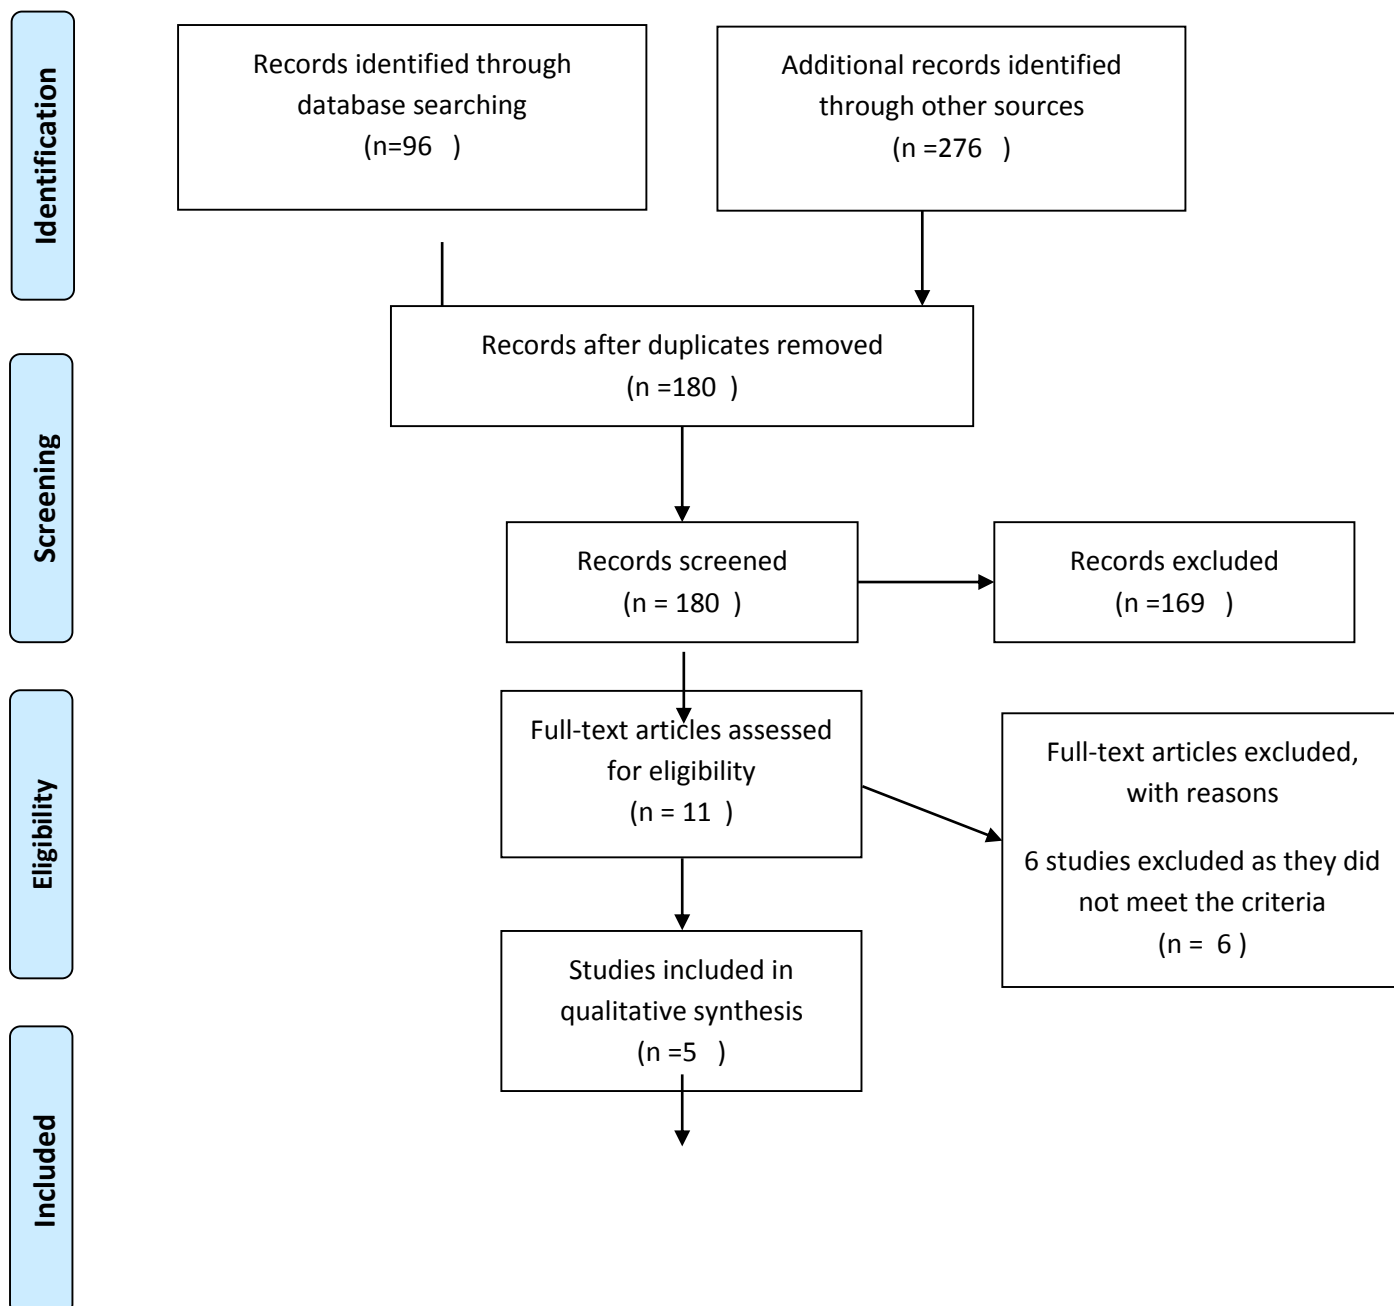 Identification
Records identified through
database searching
(n=96   )
Additional records identified
through other sources
(n =276   )
Records after duplicates removed
(n =180  )
Screening
Records screened
(n = 180  )
Records excluded
(n =169   )
Eligibility
Full-text articles assessed
for eligibility
(n = 11  )
Full-text articles excluded,
with reasons
6 studies excluded as they did
not meet the criteria
(n =  6 )
Studies included in
qualitative synthesis
(n =5   )
Included